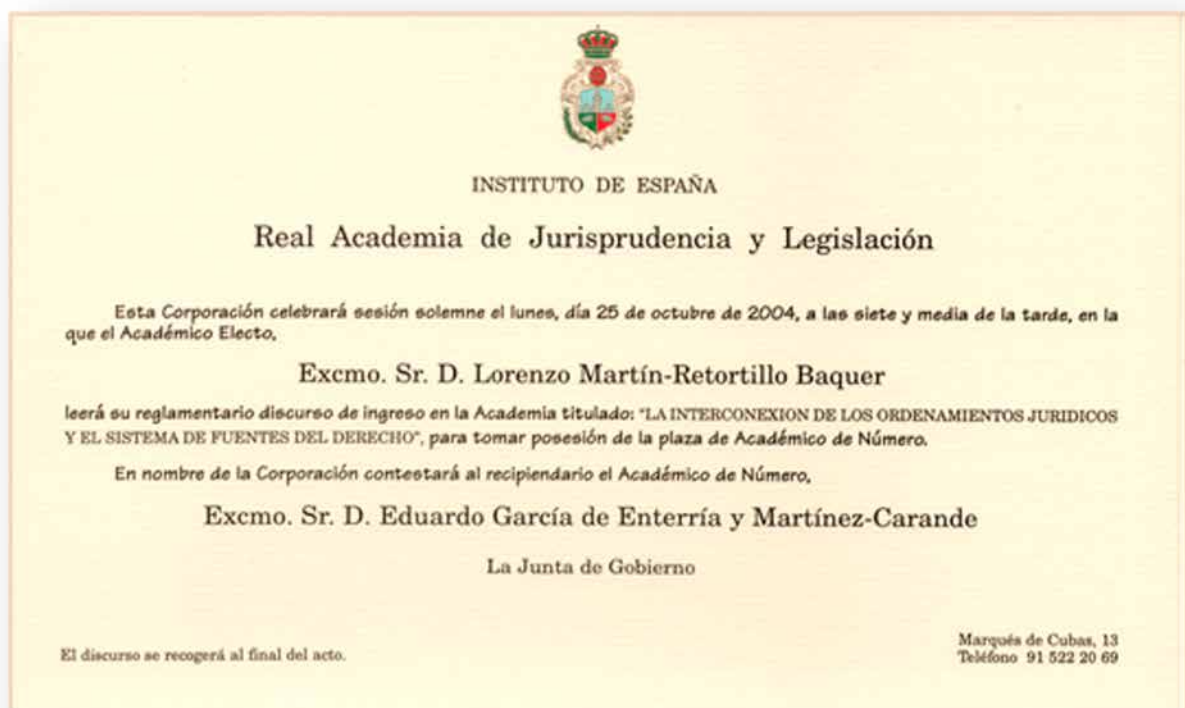 INSTITUTO DE ESPAÑA
Real Academia de Jurisprudencia y Legislación
Esta Corporación celebrará sesión solemne el lunes, día 25 de octubre de 2004, a las siete y media de la tarde, en la
que el Académico Electo,
Excmo. Sr. D. Lorenzo Martín-Retortillo Baquer
leerá su reglamentario discurso de ingreso en la Academia titulado: "LA INTERCONEXION DE LOS ORDENAMIENTOS JURIDICOS
Y EL SISTEMA DE FUENTES DEL DERECHO", para tomar posesión de la plaza de Académico de Número.
En nombre de la Corporación contestará al recipiendario el Académico de Número,
Excmo. Sr. D. Eduardo García de Enterría y Martínez-Carande
La Junta de Gobierno
El discurso se recogerá al final del acto.
Marqués de Cubas, 13
Teléfono 91 522 20 69